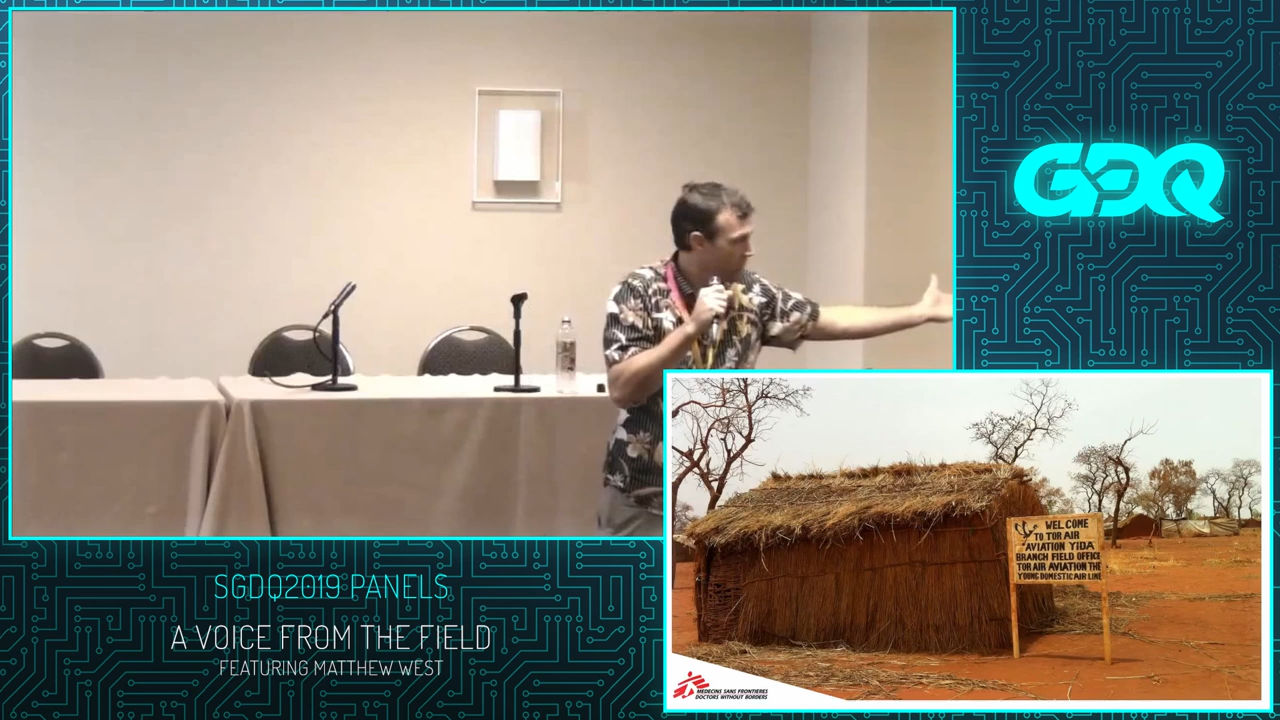 GDQ
WELCOME
TO TOR AIR
AVIATION YIDA
BRANCH FIELD OFFICE
TOR AIR AVIATION THE
YOUNG DOMESTIC AIR LINE
MEDECINS SANS FRONTIERES
DOCTORS WITHOUT BORDERS
SGDQ2019 PANELS
A VOICE FROM THE FIELD
FEATURING MATTHEW WEST